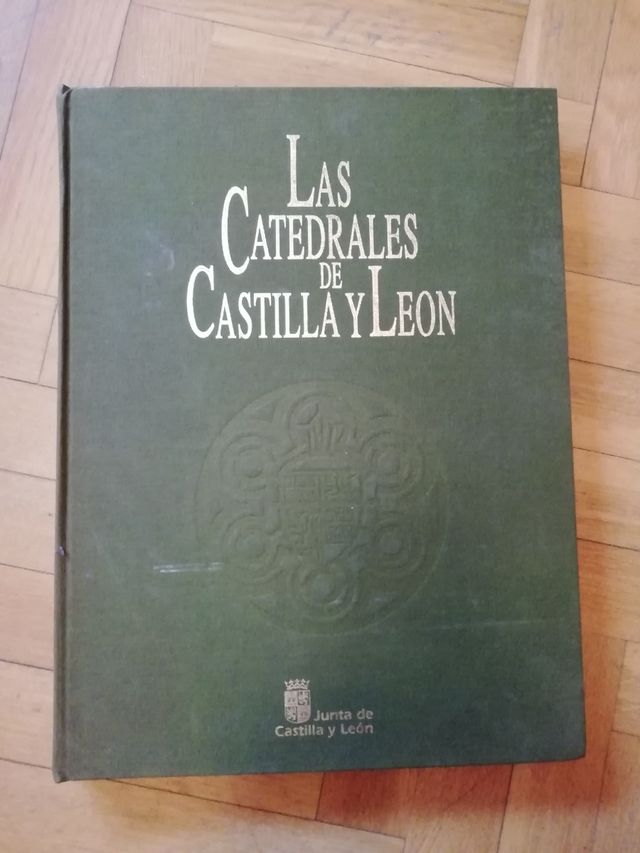 LAS
CATEDRALES
DE
CASTILLA Y LEON
Junta de
Castilla y León